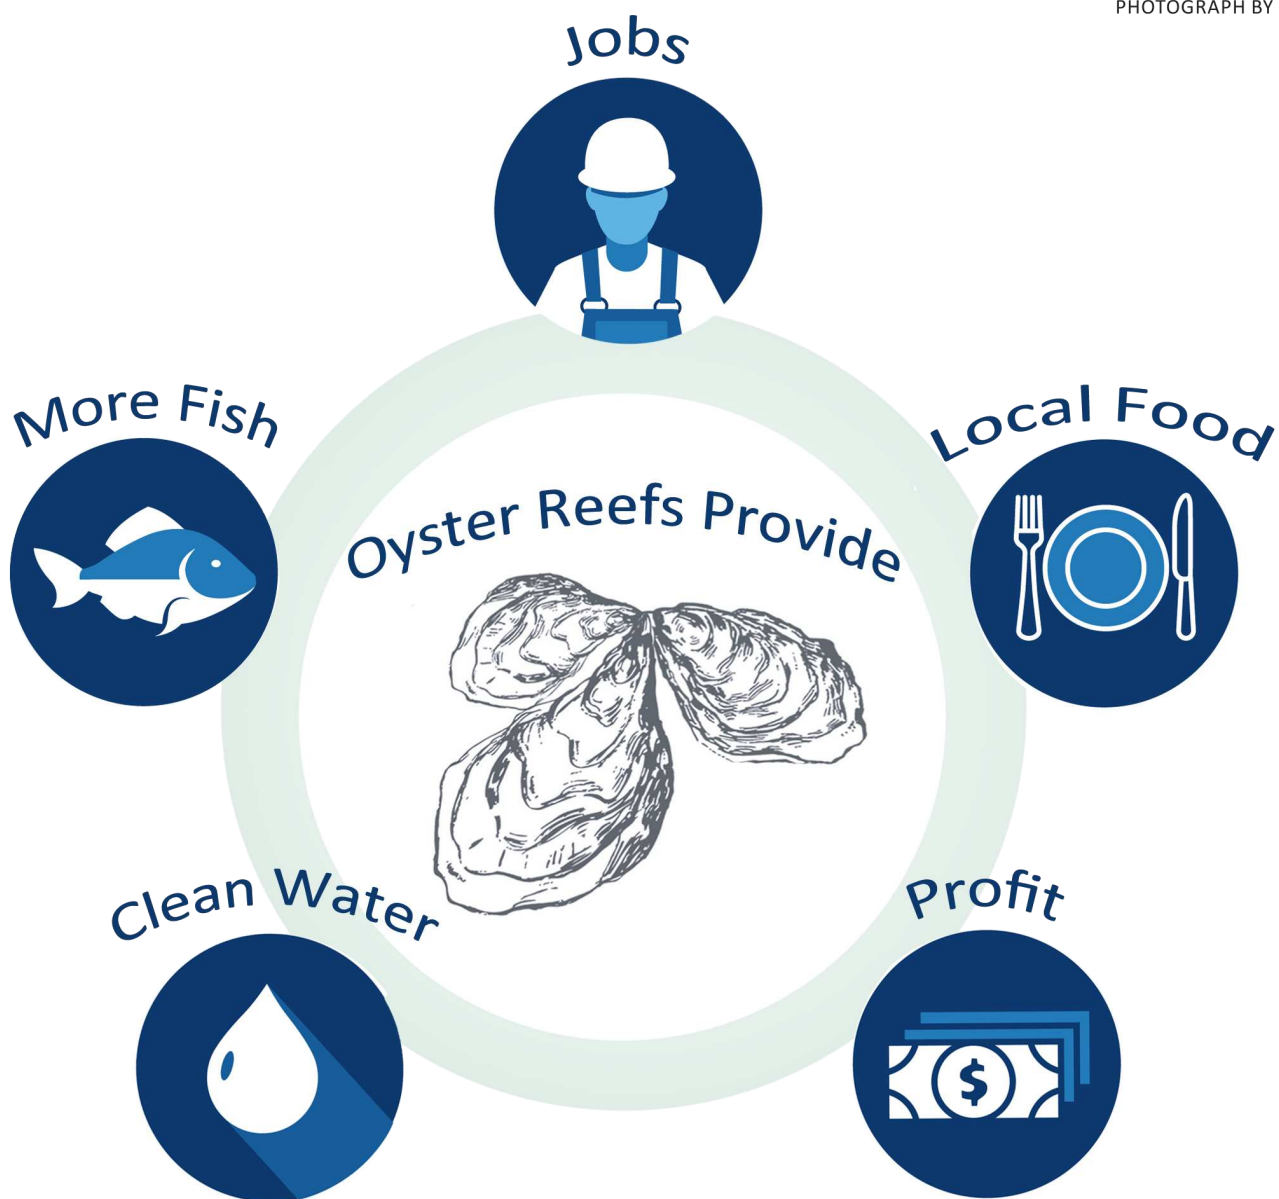 PHOTOGRAPH BY
Jobs
More Fish
Local Food
Oyster Reefs Provide
Clean Water
Profit
$